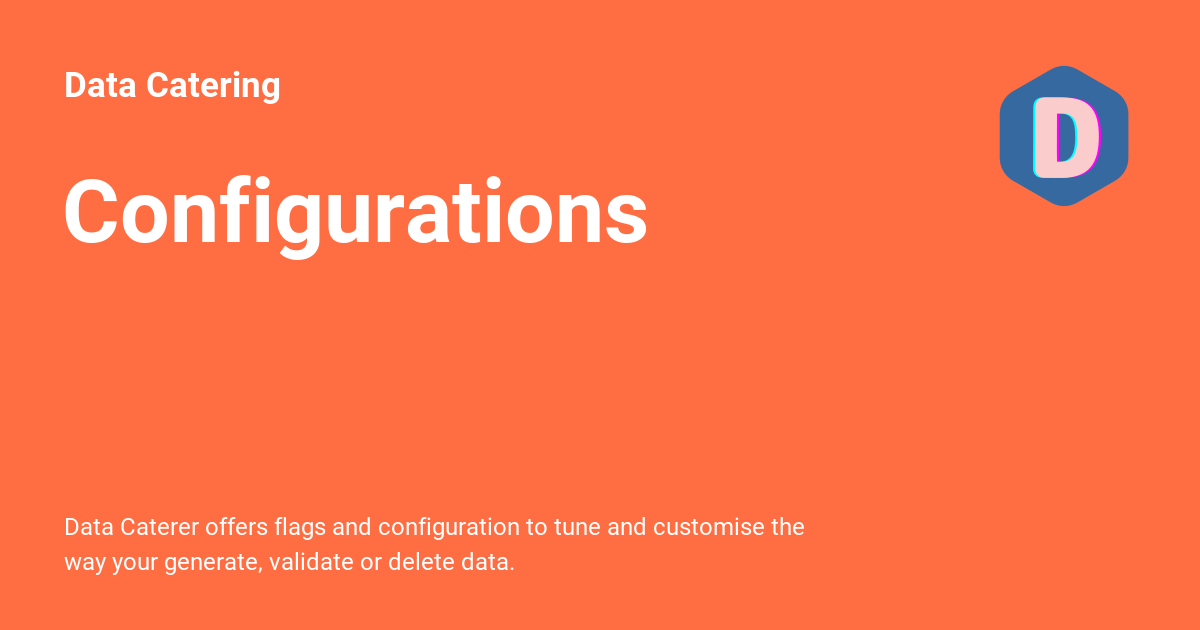 Data Catering
D
Configurations
Data Caterer offers flags and configuration to tune and customise the
way your generate, validate or delete data.